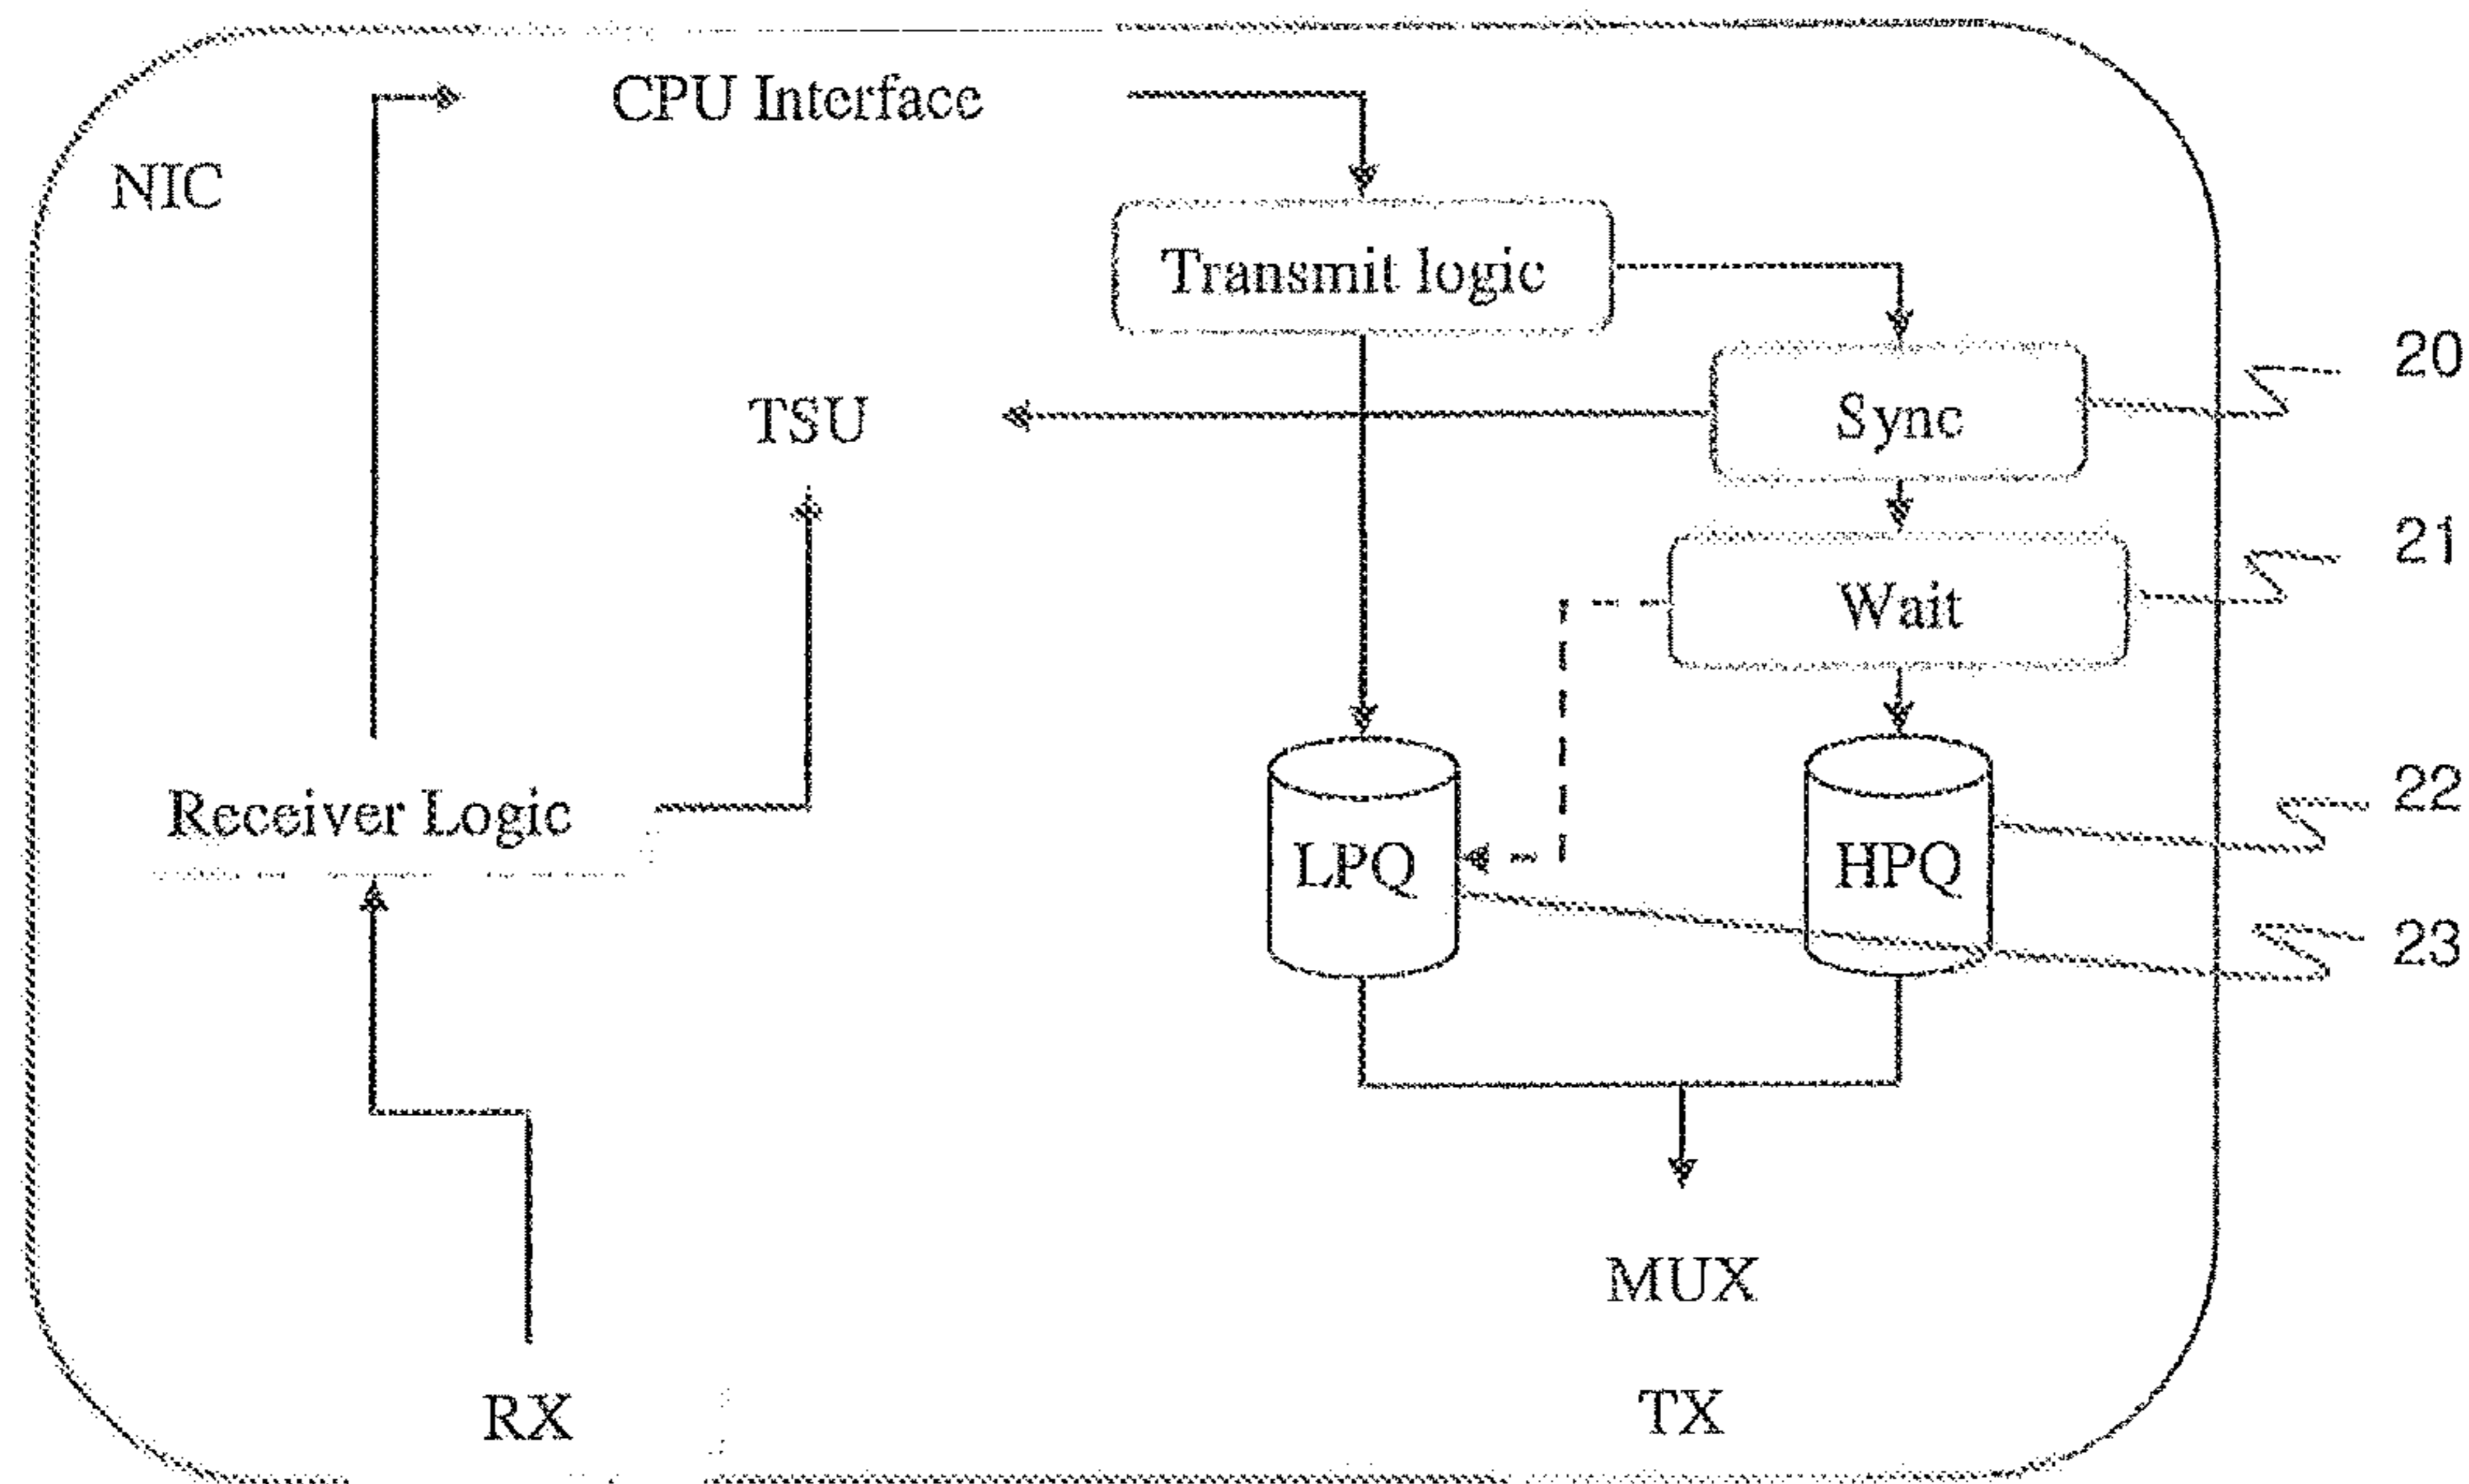 CPU Interface
NIC
Transmit logic
20
TSU
Sync
21
Wait
22
Receiver Logic
LPQ
HPQ
23
MUX
RX
TX